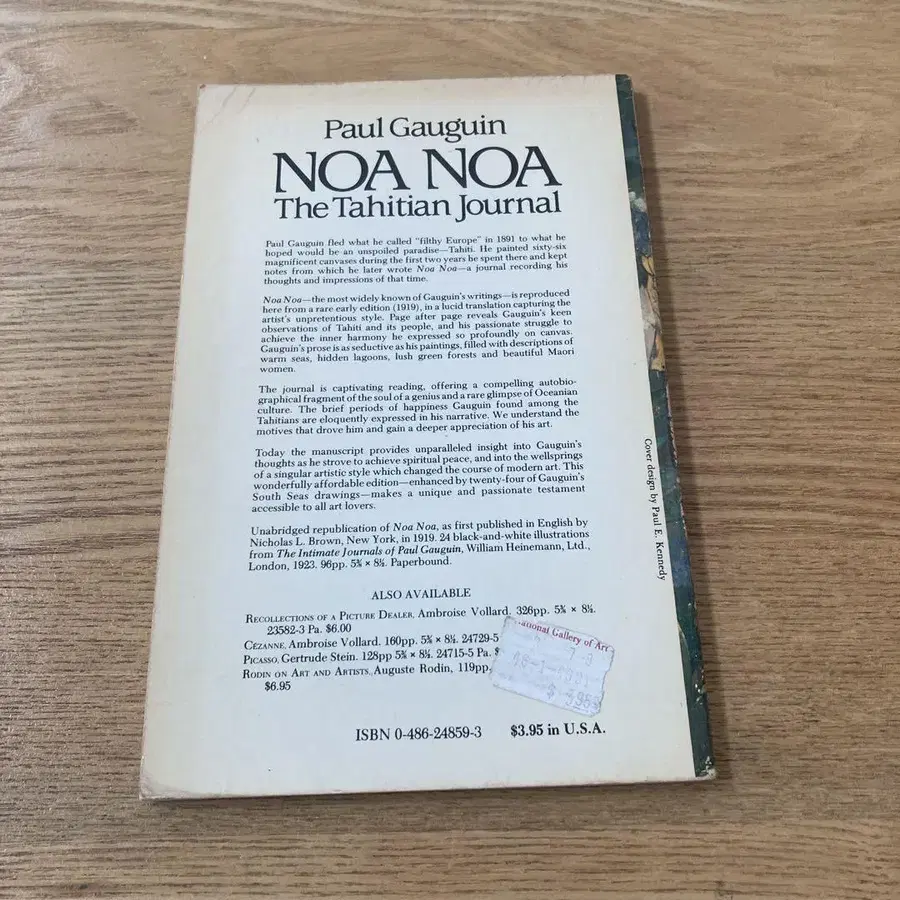 Paul Gauguin
NOA NOA
The Tahitian Journal
Paul Gauguin fled what he called "filthy Europe" in 1891 to what he
hoped would be an unspoiled paradise—Tahiti. He painted sixty-six
magnificent canvases during the first two years he spent there and kept
notes from which he later wrote Noa Noa—a journal recording his
thoughts and impressions of that time.
Noa Noa—the most widely known of Gauguin's writings—is reproduced
here from a rare early edition (1919), in a lucid translation capturing the
artist's unpretentious style. Page after page reveals Gauguin's keen
observations of Tahiti and its people, and his passionate struggle to
achieve the inner harmony he expressed so profoundly on canvas.
Gauguin's prose is as seductive as his paintings, filled with descriptions of
warm seas, hidden lagoons, lush green forests and beautiful Maori
women.
The journal is captivating reading, offering a compelling autobio-
graphical fragment of the soul of a genius and a rare glimpse of Oceanian
culture. The brief periods of happiness Gauguin found among the
Tahitians are eloquently expressed in his narrative. We understand the
motives that drove him and gain a deeper appreciation of his art.
Today the manuscript provides unparalleled insight into Gauguin's
thoughts as he strove to achieve spiritual peace, and into the wellsprings
of a singular artistic style which changed the course of modern art. This
wonderfully affordable edition—enhanced by twenty-four of Gauguin's
South Seas drawings—makes a unique and passionate testament
accessible to all art lovers.
Unabridged republication of Noa Noa, as first published in English by
Nicholas L. Brown, New York, in 1919. 24 black-and-white illustrations
from The Intimate Journals of Paul Gauguin, William Heinemann, Ltd.,
London, 1923. 96pp. 5⅜ × 8½. Paperbound.
ALSO AVAILABLE
RECOLLECTIONS OF A PICTURE DEALER, Ambroise Vollard. 326pp. 5⅜ × 8½.
23582-3 Pa. $6.00
CÉZANNE, Ambroise Vollard. 160pp. 5⅜ × 8½. 24729-5
PICASSO, Gertrude Stein. 128pp 5⅜ × 8½. 24715-5 Pa. $
RODIN ON ART AND ARTISTS, Auguste Rodin, 119pp.
$6.95
National Gallery of Art
ISBN 0-486-24859-3 $3.95 in U.S.A.
Cover design by Paul E. Kennedy